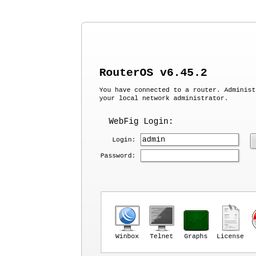 RouterOS v6.45.2
You have connected to a router. Administ
your local network administrator.
WebFig Login:
Login: admin
Password:
Winbox Telnet Graphs License